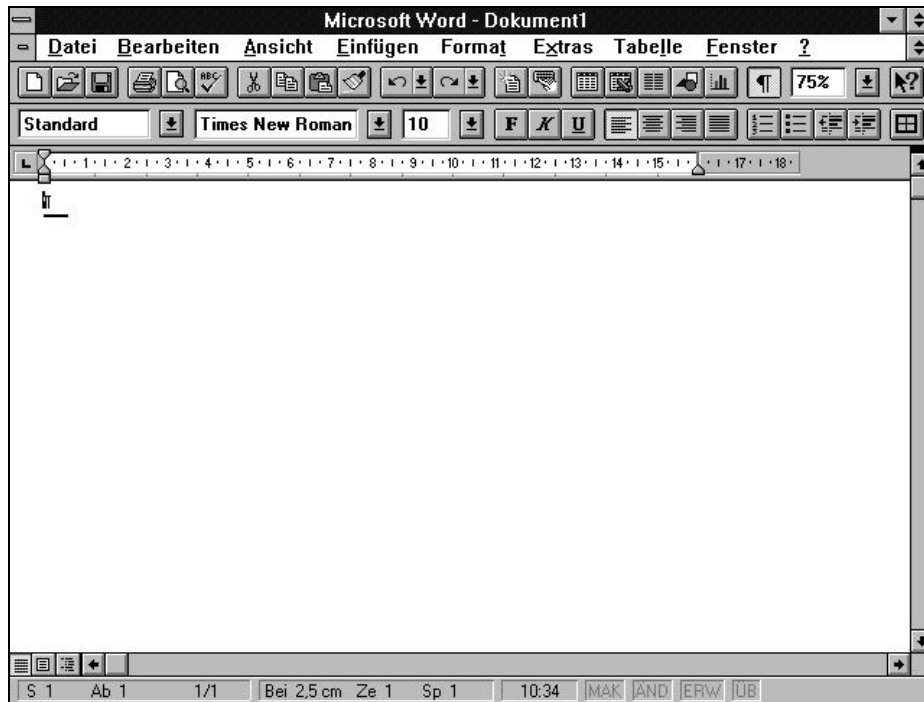 Microsoft Word - Dokument1
Datei Bearbeiten Ansicht Einfügen Format Extras Tabelle Fenster ?
ABC 75% ?
Standard Times New Roman 10 F K U
L 1 2 3 4 5 6 7 8 9 10 11 12 13 14 15 17 18
¶
S 1 Ab 1 1/1 Bei 2,5 cm Ze 1 Sp 1 10:34 MAK ÄND ERW ÜB